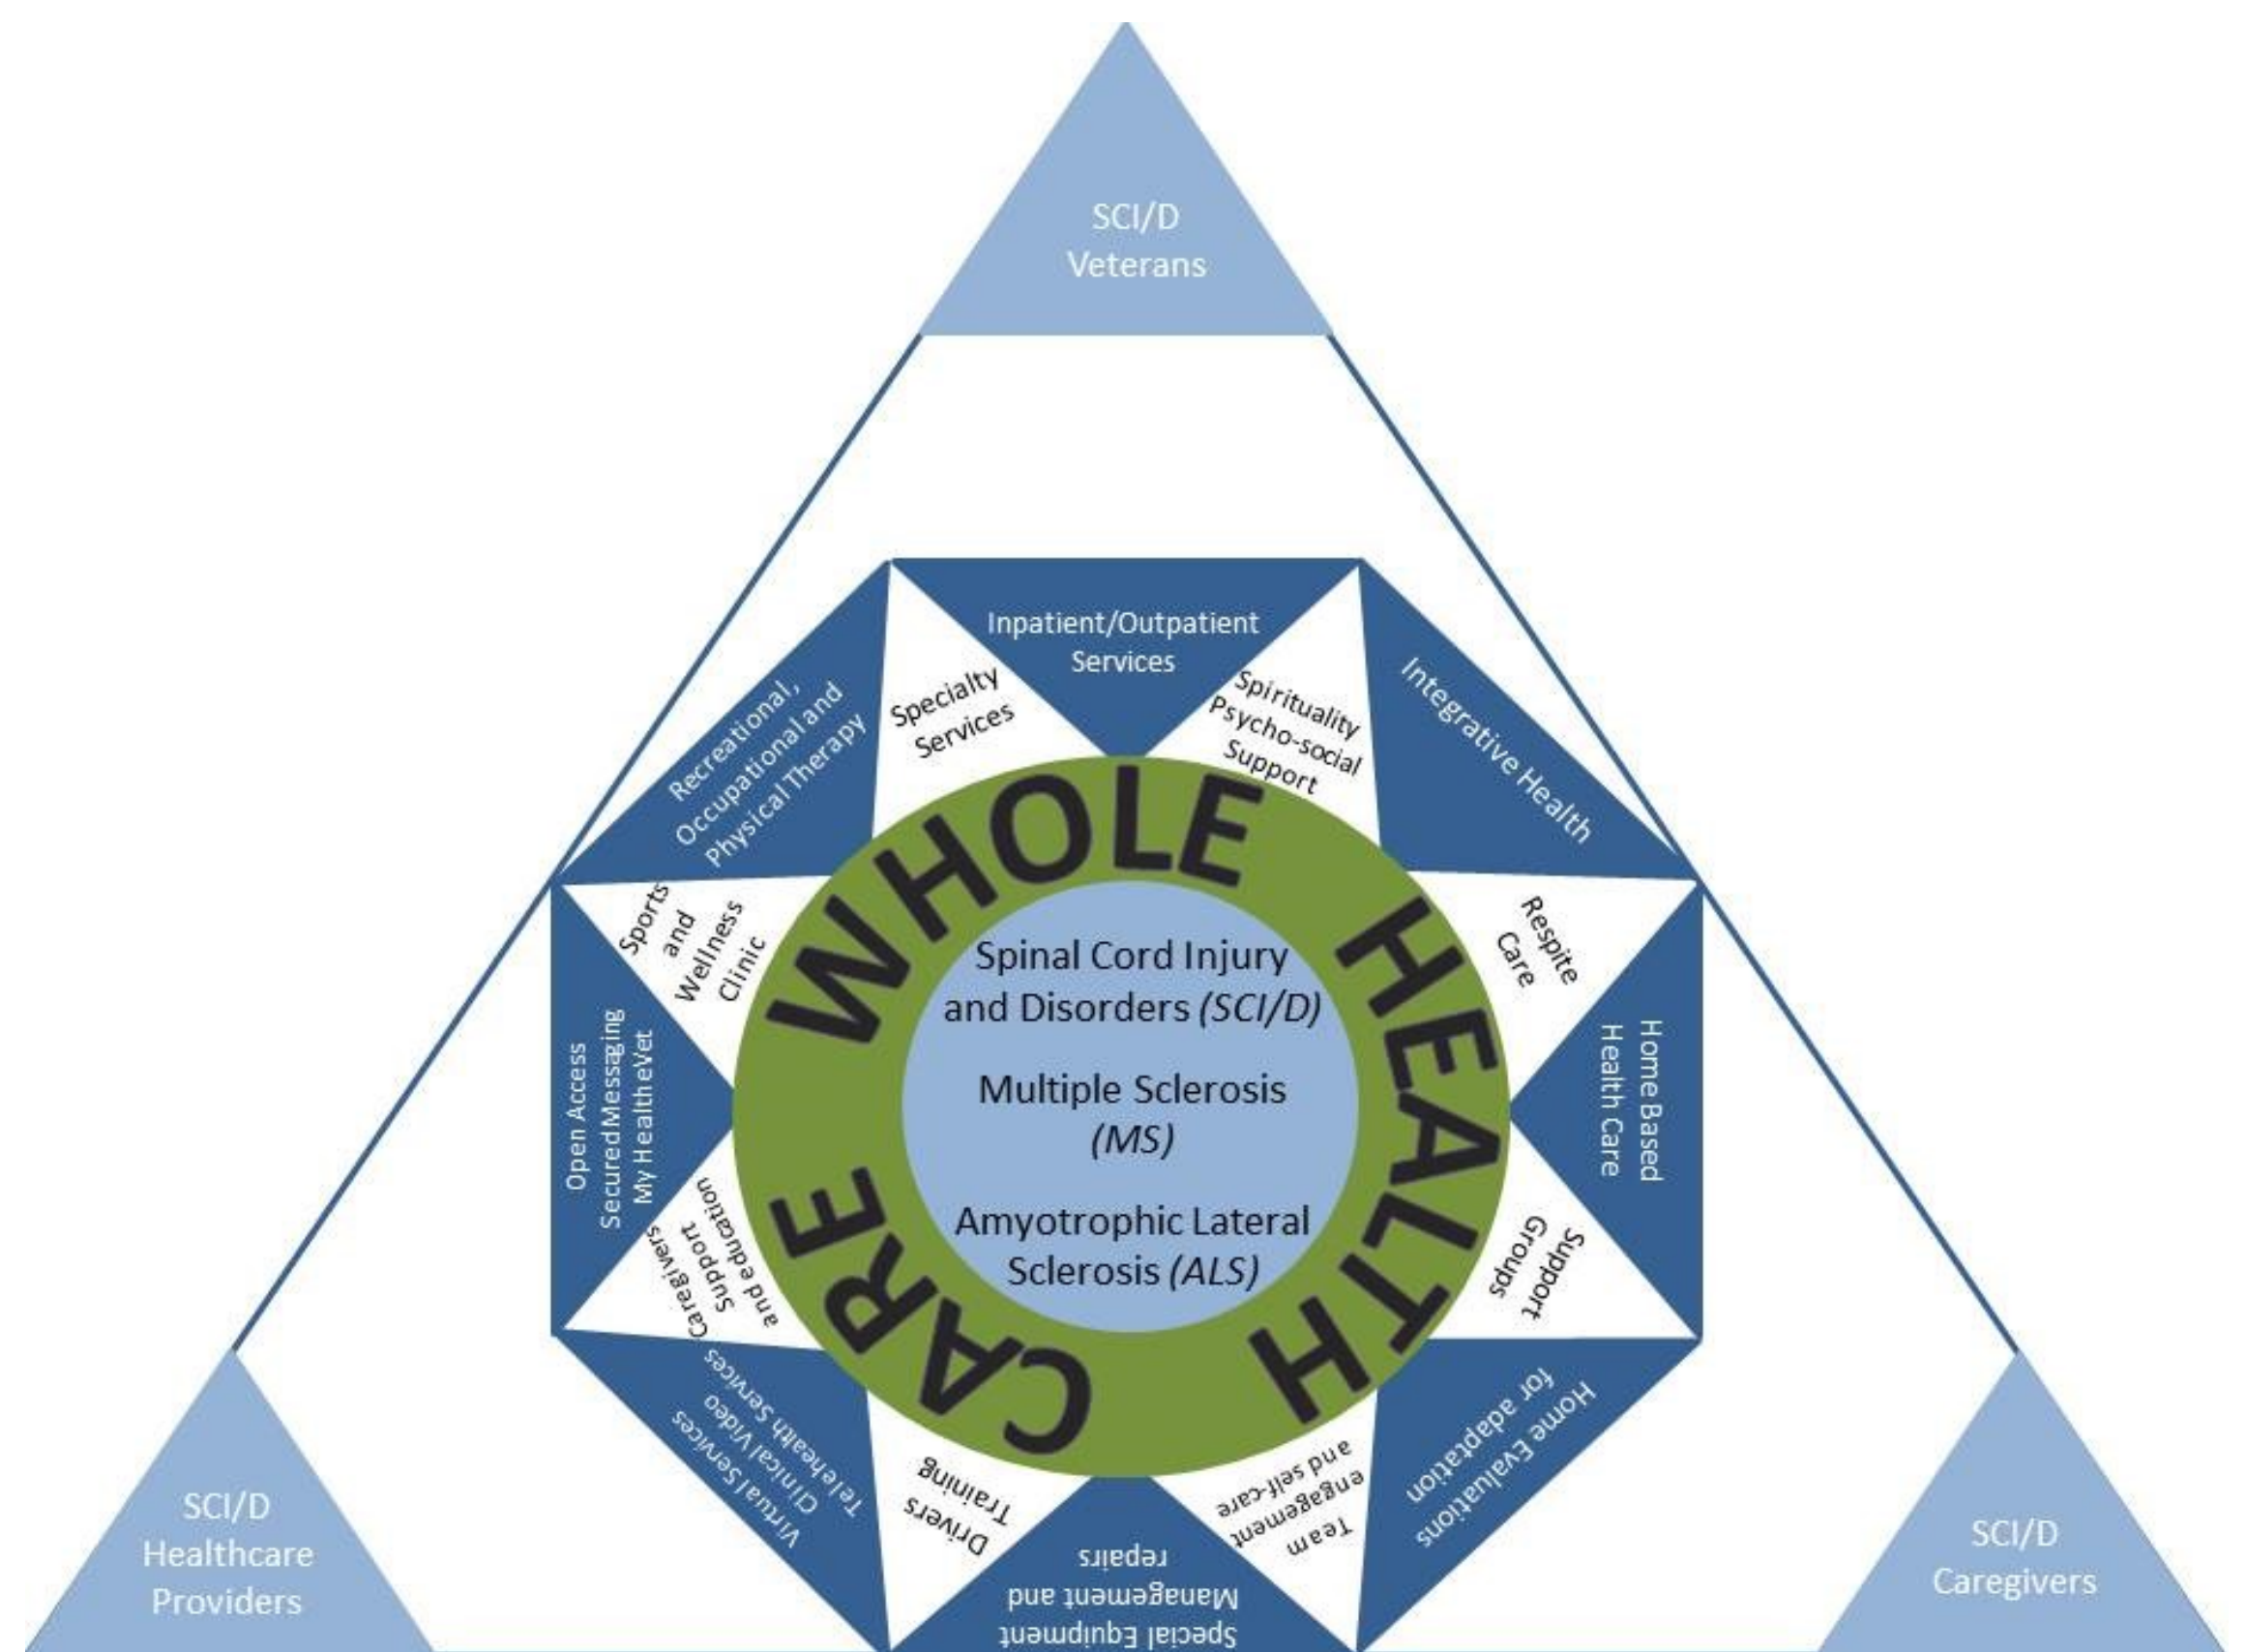 SCI/D
Veterans
Inpatient/Outpatient
Services
Spirituality
Psycho-social
Support
Integrative Health
Respite
Care
Home Based
Health Care
Support
Groups
Home Evaluations
for adaptation
Team
engagement
and self-care
Special Equipment
Management and
repairs
Drivers
Training
Virtual Services
Clinical Video
Telehealth Services
Caregivers
Support
and education
Open Access
Secured Messaging
My HealtheVet
Sports
and
Wellness
Clinic
Recreational,
Occupational and
Physical Therapy
Specialty
Services
WHOLE HEALTH CARE
Spinal Cord Injury
and Disorders (SCI/D)
Multiple Sclerosis
(MS)
Amyotrophic Lateral
Sclerosis (ALS)
SCI/D
Healthcare
Providers
SCI/D
Caregivers